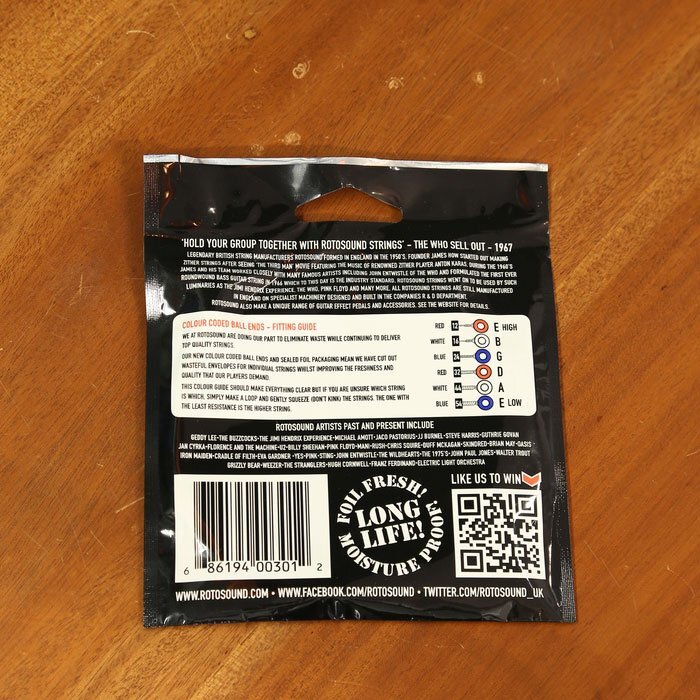 'HOLD YOUR GROUP TOGETHER WITH ROTOSOUND STRINGS' – THE WHO SELL OUT – 1967
LEGENDARY BRITISH STRING MANUFACTURERS ROTOSOUND FORMED IN ENGLAND IN THE 1950'S. FOUNDER JAMES HOW STARTED OUT MAKING
ZITHER STRINGS AFTER SEEING 'THE THIRD MAN' MOVIE FEATURING THE MUSIC OF RENOWNED ZITHER PLAYER ANTON KARAS. DURING THE 1960'S
JAMES AND HIS TEAM WORKED CLOSELY WITH MANY FAMOUS ARTISTS INCLUDING JOHN ENTWISTLE OF THE WHO AND FORMULATED THE FIRST EVER
ROUNDWOUND BASS GUITAR STRING IN 1966 WHICH TO THIS DAY IS THE INDUSTRY STANDARD. ROTOSOUND STRINGS WENT ON TO BE USED BY SUCH
LUMINARIES AS THE JIMI HENDRIX EXPERIENCE, THE WHO, PINK FLOYD AND MANY MORE. ALL ROTOSOUND STRINGS ARE STILL MANUFACTURED
IN ENGLAND ON SPECIALIST MACHINERY DESIGNED AND BUILT IN THE COMPANIES R & D DEPARTMENT.
ROTOSOUND ALSO MAKE A UNIQUE RANGE OF GUITAR EFFECT PEDALS AND ACCESSORIES. SEE THE WEBSITE FOR DETAILS.
COLOUR CODED BALL ENDS – FITTING GUIDE
WE AT ROTOSOUND ARE DOING OUR PART TO ELIMINATE WASTE WHILE CONTINUING TO DELIVER
TOP QUALITY STRINGS.
OUR NEW COLOUR CODED BALL ENDS AND SEALED FOIL PACKAGING MEAN WE HAVE CUT OUT
WASTEFUL ENVELOPES FOR INDIVIDUAL STRINGS WHILST IMPROVING THE FRESHNESS AND
QUALITY THAT OUR PLAYERS DEMAND.
THIS COLOUR GUIDE SHOULD MAKE EVERYTHING CLEAR BUT IF YOU ARE UNSURE WHICH STRING
IS WHICH, SIMPLY MAKE A LOOP AND GENTLY SQUEEZE (DON'T KINK) THE STRINGS. THE ONE WITH
THE LEAST RESISTANCE IS THE HIGHER STRING.
RED 12 E HIGH
WHITE 16 B
BLUE 24 G
RED 32 D
WHITE 44 A
BLUE 54 E LOW
ROTOSOUND ARTISTS PAST AND PRESENT INCLUDE
GEDDY LEE•THE BUZZCOCKS•THE JIMI HENDRIX EXPERIENCE•MICHAEL AMOTT•JACO PASTORIUS•JJ BURNEL•STEVE HARRIS•GUTHRIE GOVAN
JAN CYRKA•FLORENCE AND THE MACHINE•U2•BILLY SHEEHAN•PINK FLOYD•MANI•RUSH•CHRIS SQUIRE•DUFF MCKAGAN•SKINDRED•BRIAN MAY•OASIS
IRON MAIDEN•CRADLE OF FILTH•EVA GARDNER •YES•PINK•STING•JOHN ENTWISTLE•THE WILDHEARTS•THE 1975'S•JOHN PAUL JONES•WALTER TROUT
GRIZZLY BEAR•WEEZER•THE STRANGLERS•HUGH CORNWELL•FRANZ FERDINAND•ELECTRIC LIGHT ORCHESTRA
LIKE US TO WIN
FOIL FRESH!
LONG
LIFE!
MOISTURE PROOF!
6 86194 00301 2
WWW.ROTOSOUND.COM • WWW.FACEBOOK.COM/ROTOSOUND • TWITTER.COM/ROTOSOUND_UK